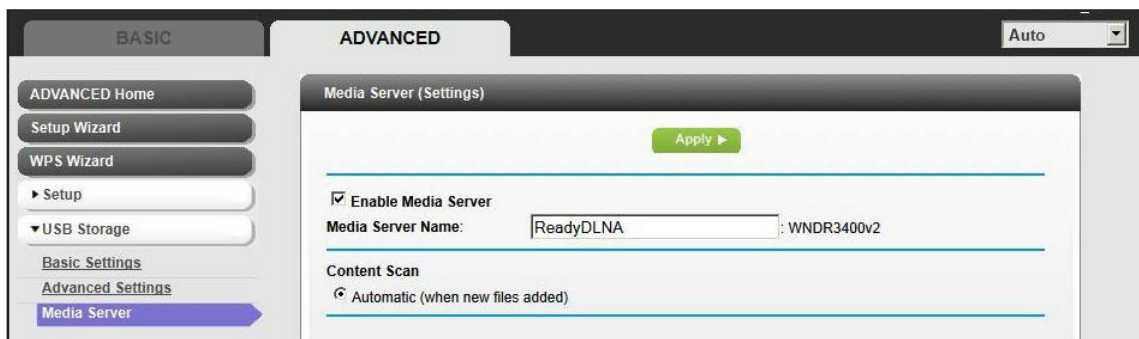 BASIC
ADVANCED
Auto
ADVANCED Home
Setup Wizard
WPS Wizard
Setup
USB Storage
Basic Settings
Advanced Settings
Media Server
Media Server (Settings)
Apply
Enable Media Server
Media Server Name: ReadyDLNA : WNDR3400v2
Content Scan
Automatic (when new files added)